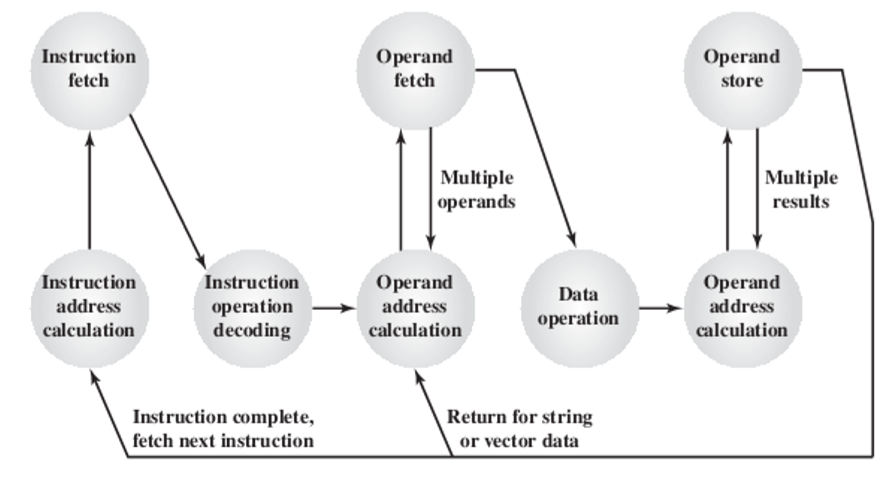 Instruction
fetch
Operand
fetch
Operand
store
Multiple
operands
Multiple
results
Instruction
address
calculation
Instruction
operation
decoding
Operand
address
calculation
Data
operation
Operand
address
calculation
Instruction complete,
fetch next instruction
Return for string
or vector data